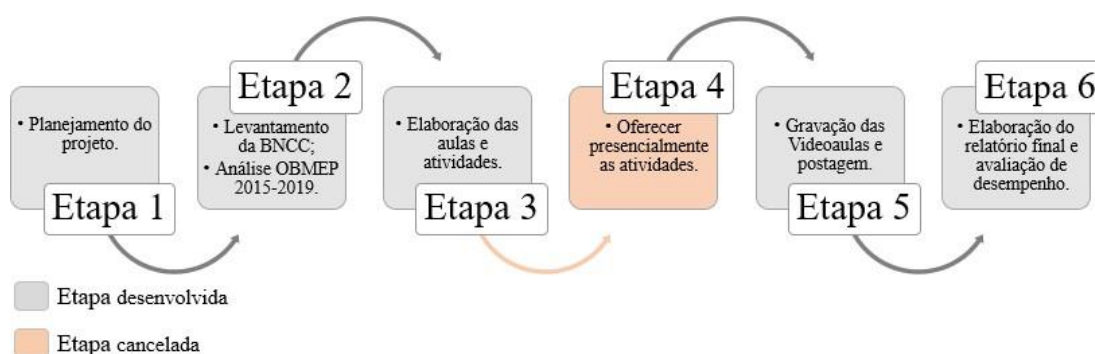 • Planejamento do
projeto.
Etapa 1
Etapa 2
• Levantamento
da BNCC;
• Análise OBMEP
2015-2019.
• Elaboração das
aulas e
atividades.
Etapa 3
Etapa 4
• Oferecer
presencialmente
as atividades.
• Gravação das
Videoaulas e
postagem.
Etapa 5
Etapa 6
• Elaboração do
relatório final e
avaliação de
desempenho.
Etapa desenvolvida
Etapa cancelada